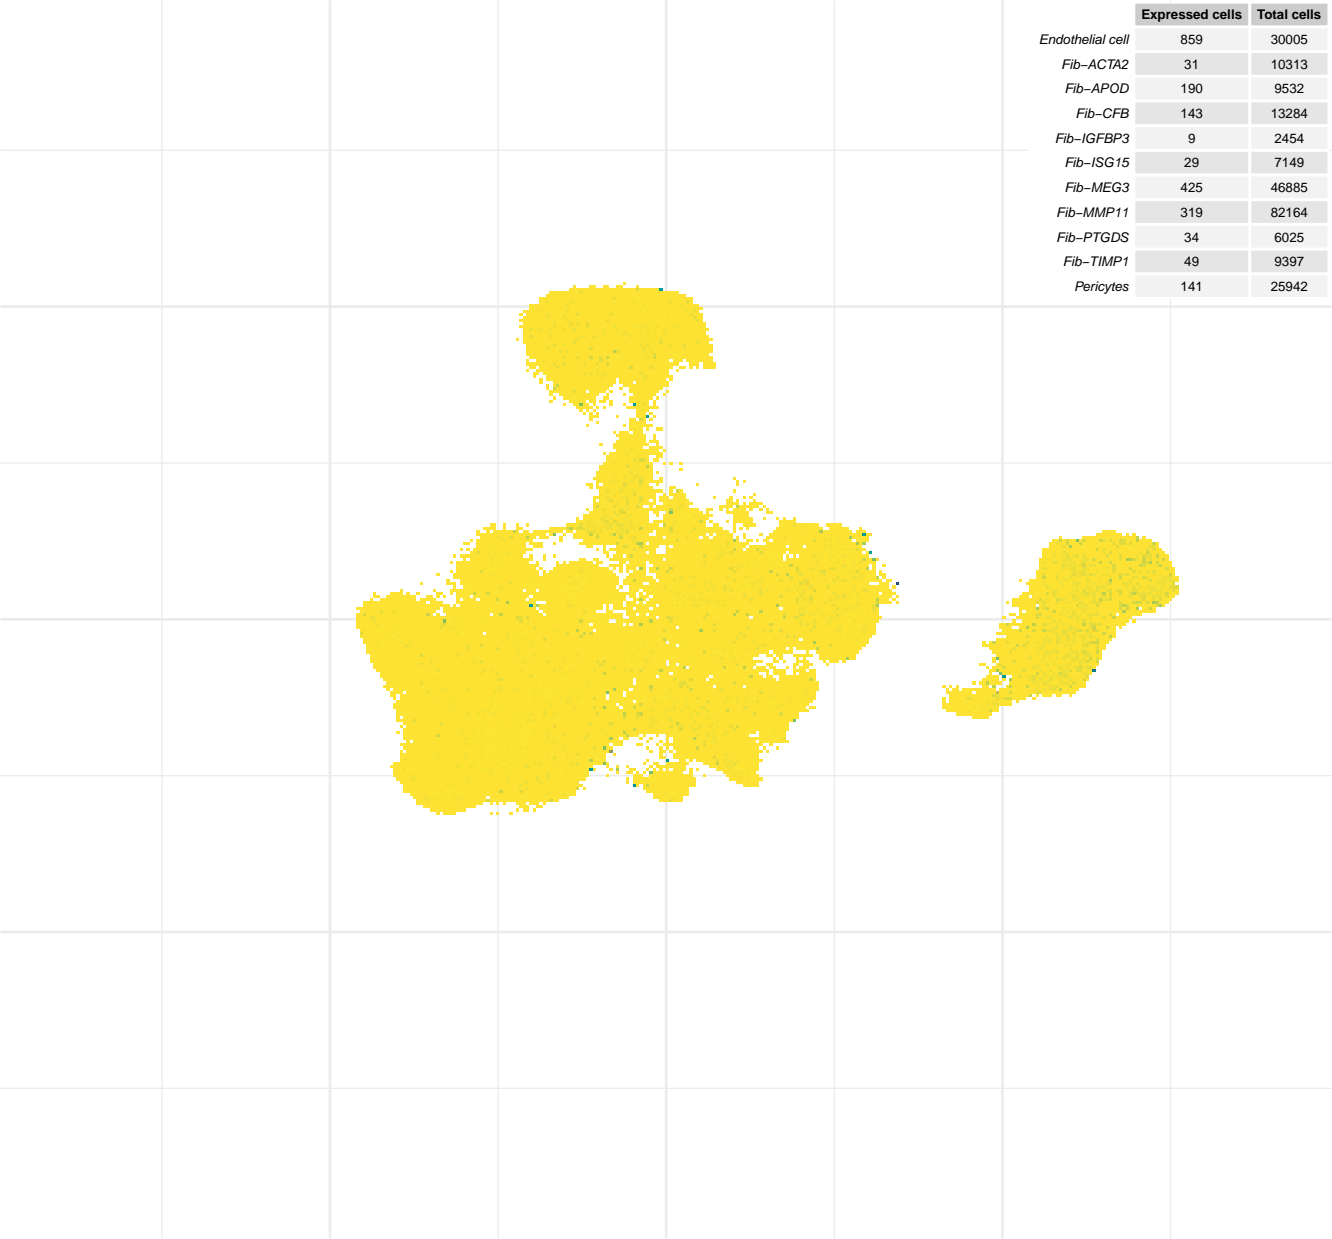 Expressed cells Total cells
Endothelial cell 859 30005
Fib−ACTA2 31 10313
Fib−APOD 190 9532
Fib−CFB 143 13284
Fib−IGFBP3 9 2454
Fib−ISG15 29 7149
Fib−MEG3 425 46885
Fib−MMP11 319 82164
Fib−PTGDS 34 6025
Fib−TIMP1 49 9397
Pericytes 141 25942